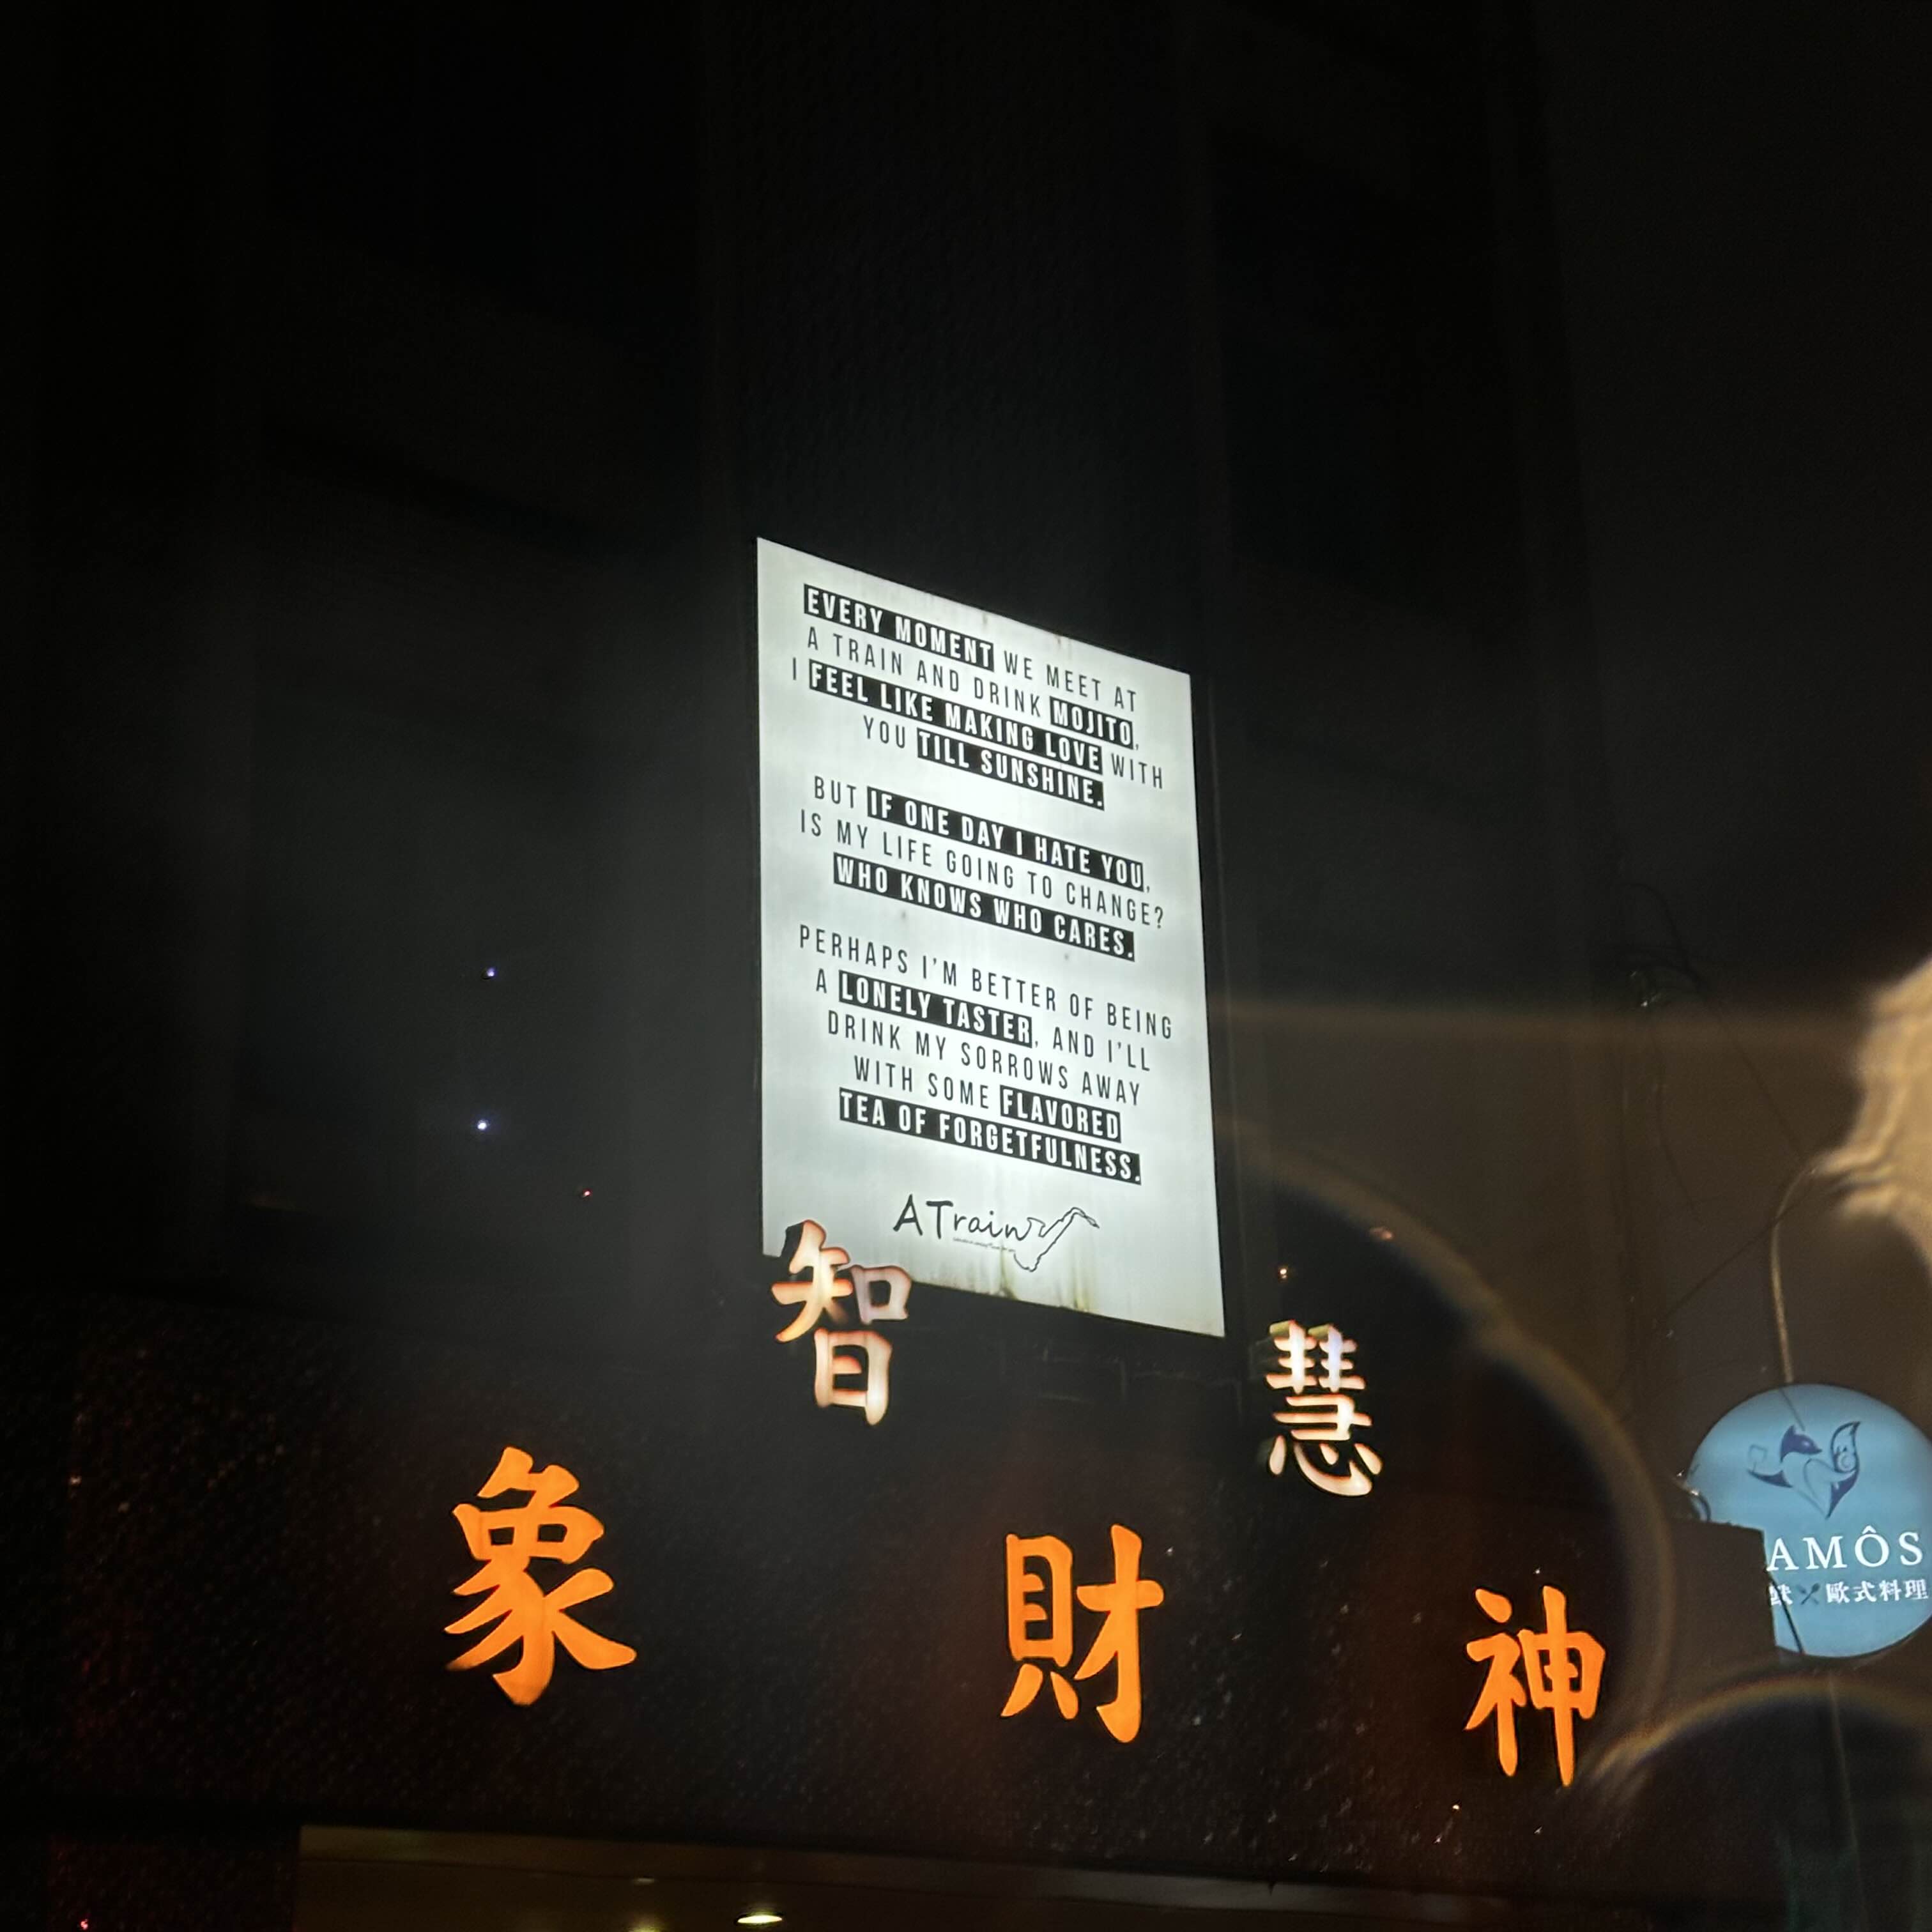 EVERY MOMENT WE MEET AT
A TRAIN AND DRINK MOJITO,
I FEEL LIKE MAKING LOVE WITH
YOU TILL SUNSHINE.
BUT IF ONE DAY I HATE YOU,
IS MY LIFE GOING TO CHANGE?
WHO KNOWS WHO CARES.
PERHAPS I'M BETTER OF BEING
A LONELY TASTER, AND I'LL
DRINK MY SORROWS AWAY
WITH SOME FLAVORED
TEA OF FORGETFULNESS.
A Train
智慧
象財神
AMÔS
歐式料理